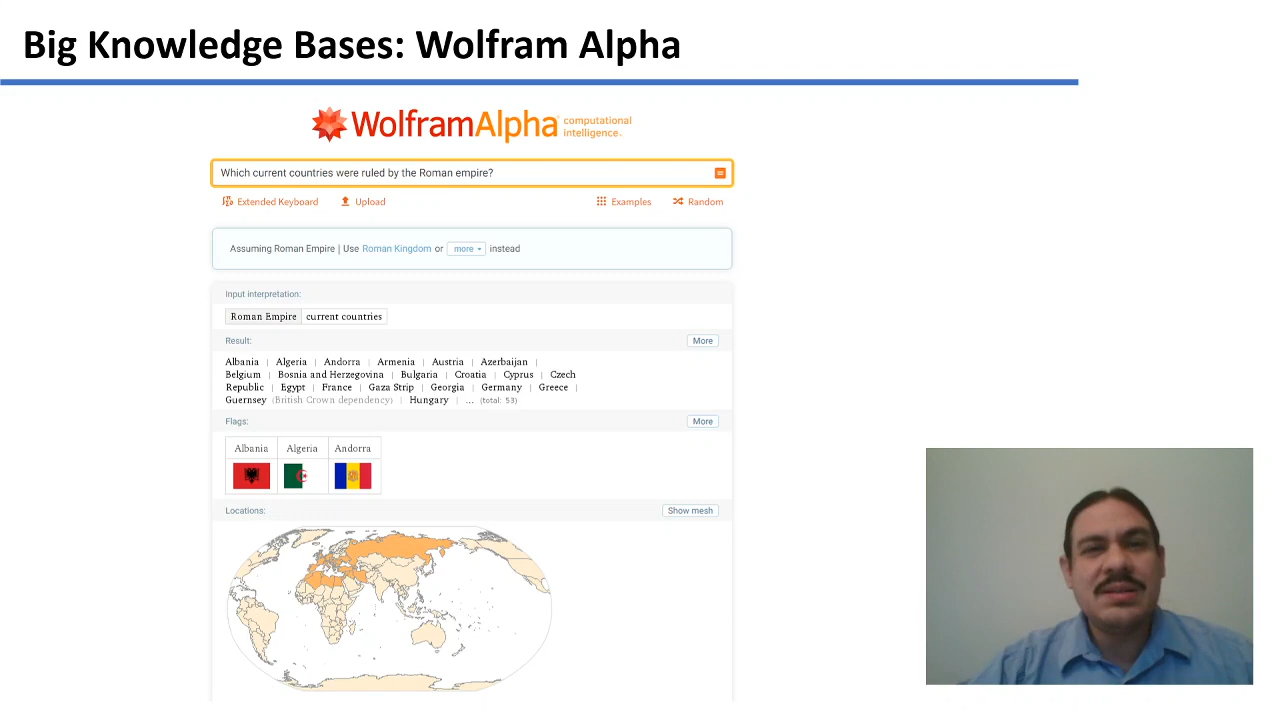 Big Knowledge Bases: Wolfram Alpha
WolframAlpha computational intelligence.
Which current countries were ruled by the Roman empire?
Extended Keyboard Upload Examples Random
Assuming Roman Empire | Use Roman Kingdom or more instead
Input interpretation:
Roman Empire current countries
Result: More
Albania | Algeria | Andorra | Armenia | Austria | Azerbaijan |
Belgium | Bosnia and Herzegovina | Bulgaria | Croatia | Cyprus | Czech
Republic | Egypt | France | Gaza Strip | Georgia | Germany | Greece |
Guernsey (British Crown dependency) | Hungary | ... (total: 53)
Flags: More
Albania Algeria Andorra
Locations: Show mesh